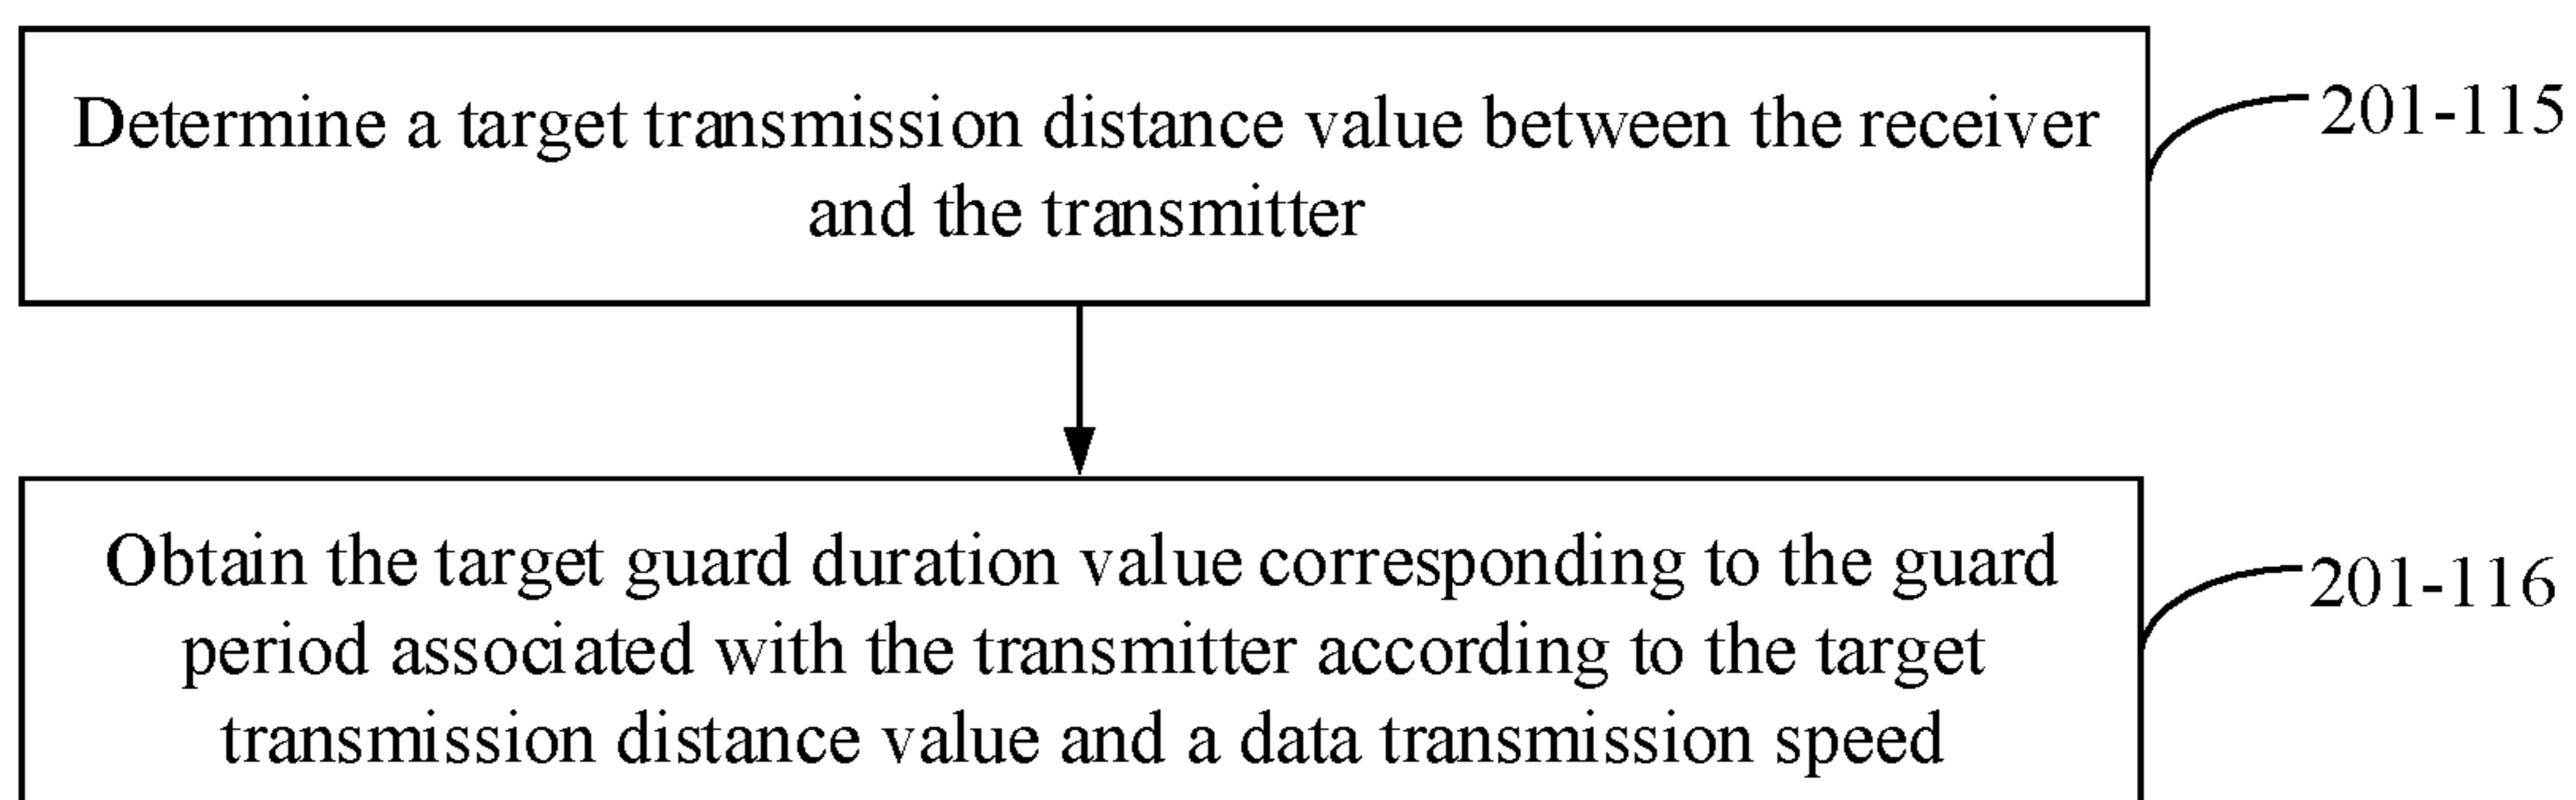 Determine a target transmission distance value between the receiver
and the transmitter
201-115
Obtain the target guard duration value corresponding to the guard
period associated with the transmitter according to the target
transmission distance value and a data transmission speed
201-116